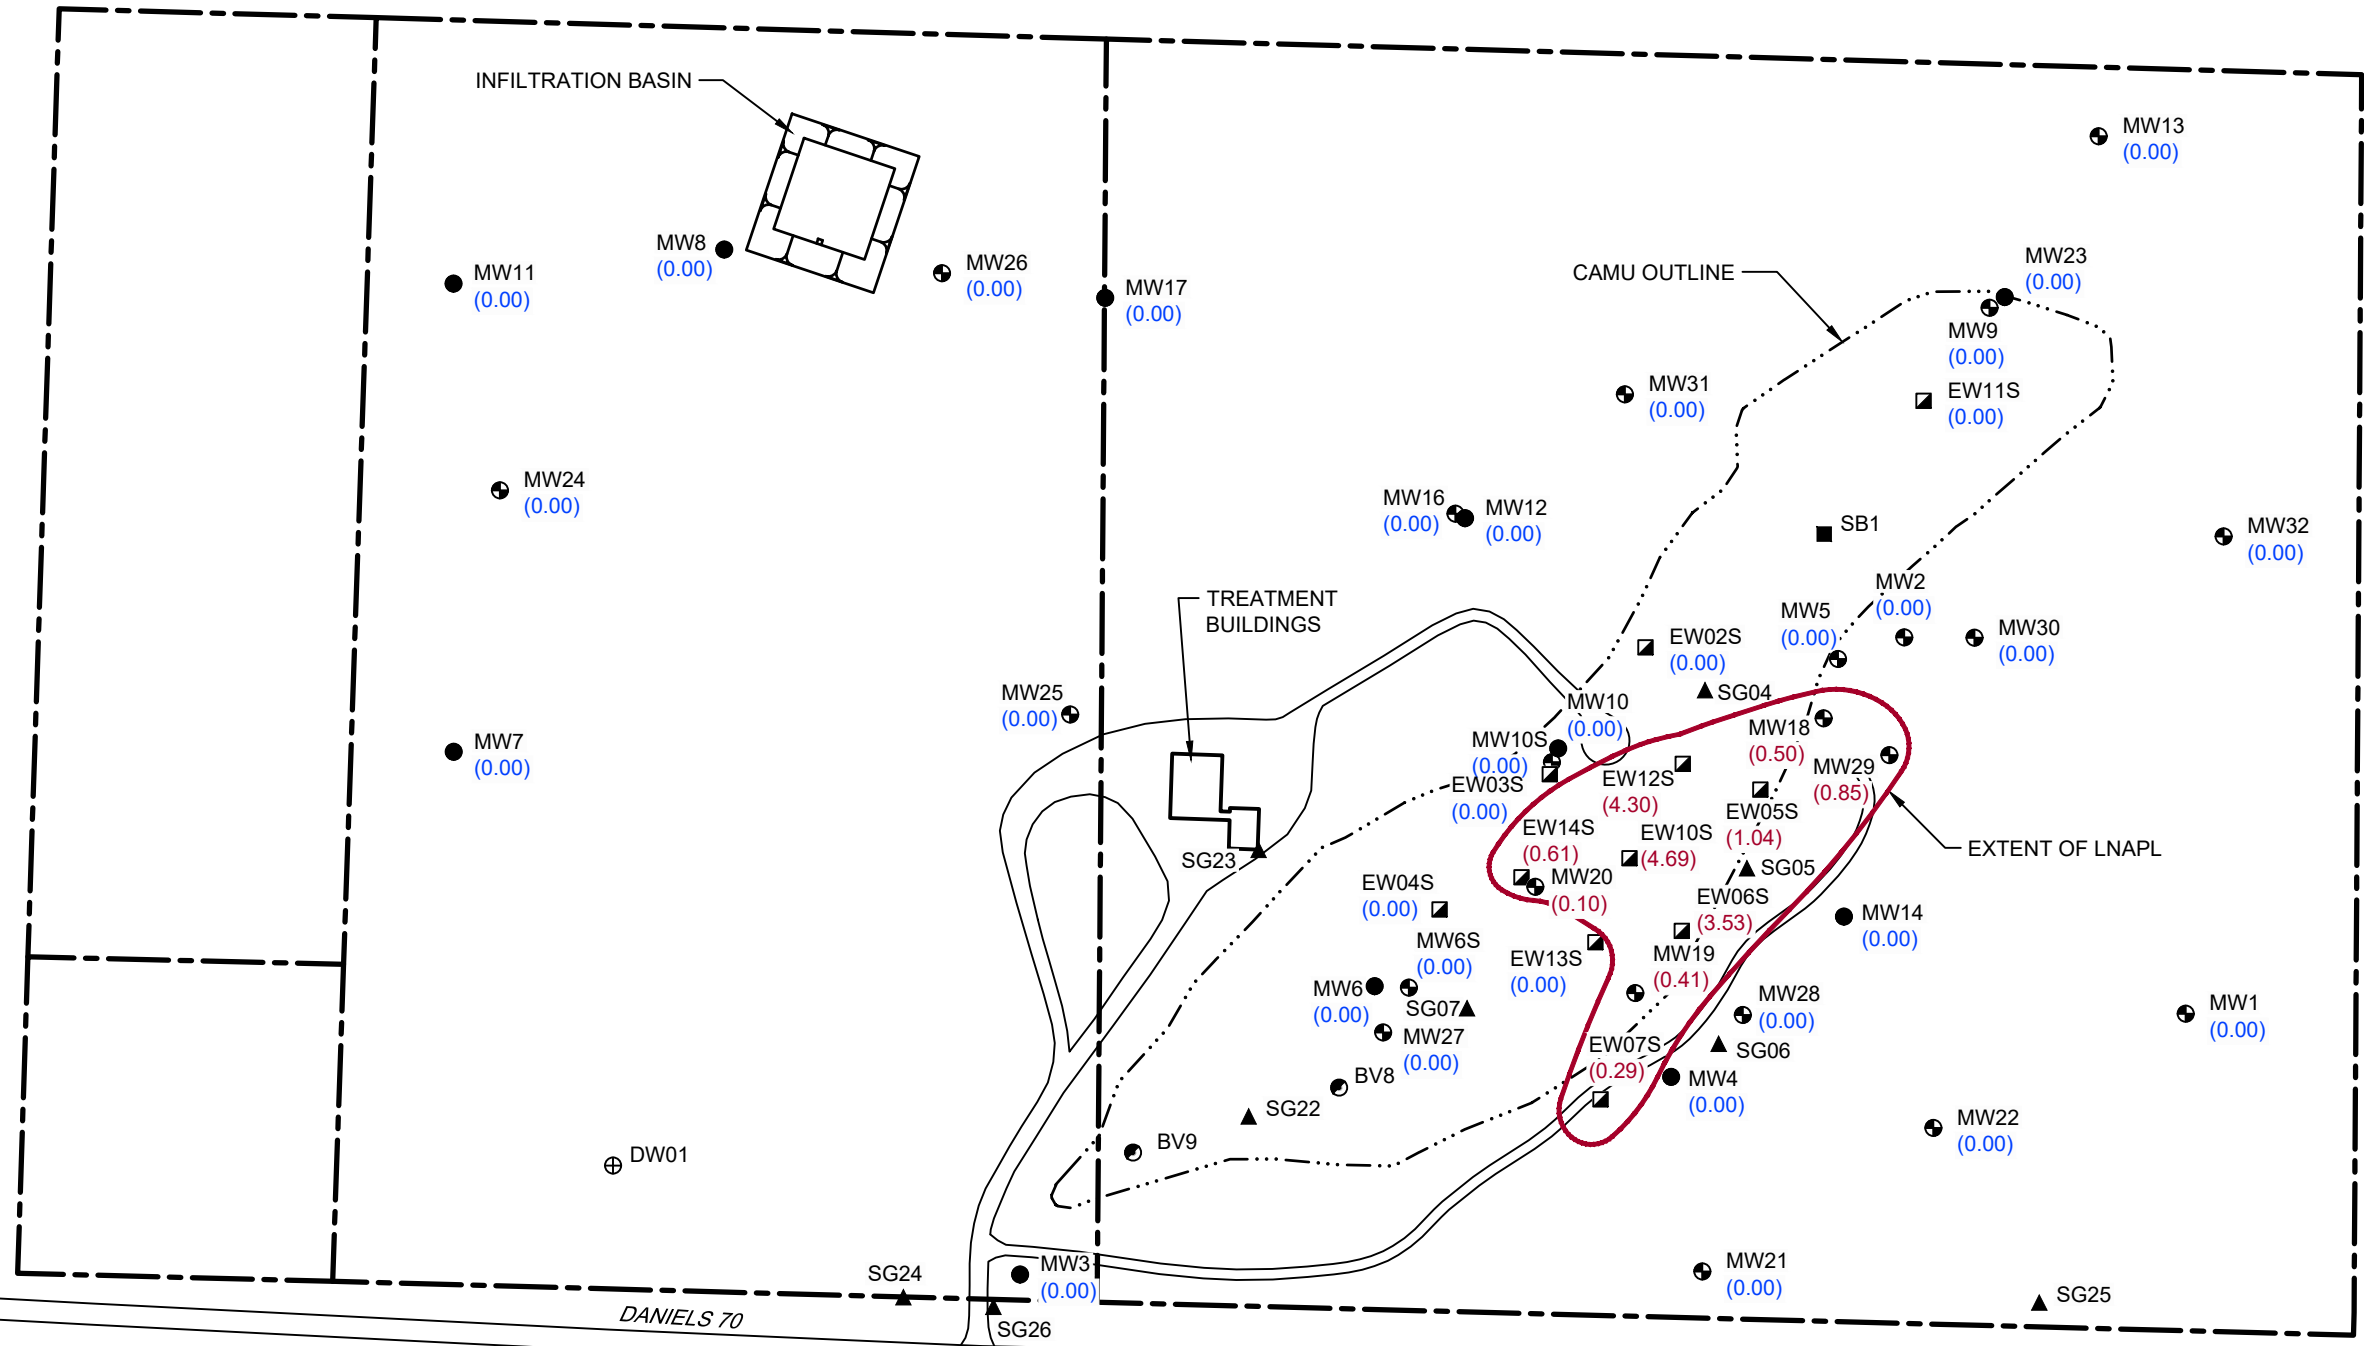 INFILTRATION BASIN
MW13
(0.00)
MW8
(0.00)
MW11
(0.00)
MW26
(0.00)
MW17
(0.00)
CAMU OUTLINE
MW23
(0.00)
MW9
(0.00)
MW31
(0.00)
EW11S
(0.00)
MW24
(0.00)
MW16
(0.00)
MW12
(0.00)
SB1
MW32
(0.00)
TREATMENT
BUILDINGS
MW2
(0.00)
MW5
(0.00)
MW30
(0.00)
EW02S
(0.00)
SG04
MW25
(0.00)
MW10
(0.00)
MW7
(0.00)
MW10S
(0.00)
EW03S
(0.00)
MW18
(0.50)
EW12S
(4.30)
MW29
(0.85)
EW05S
(1.04)
EW14S
(0.61)
EW10S
(4.69)
EXTENT OF LNAPL
SG23
SG05
MW20
(0.10)
EW04S
(0.00)
EW06S
(3.53)
MW14
(0.00)
MW6S
(0.00)
EW13S
(0.00)
MW19
(0.41)
MW6
(0.00)
SG07
MW28
(0.00)
MW1
(0.00)
MW27
(0.00)
EW07S
(0.29)
SG06
BV8
MW4
(0.00)
SG22
MW22
(0.00)
BV9
DW01
MW3
(0.00)
MW21
(0.00)
SG24
SG25
DANIELS 70
SG26